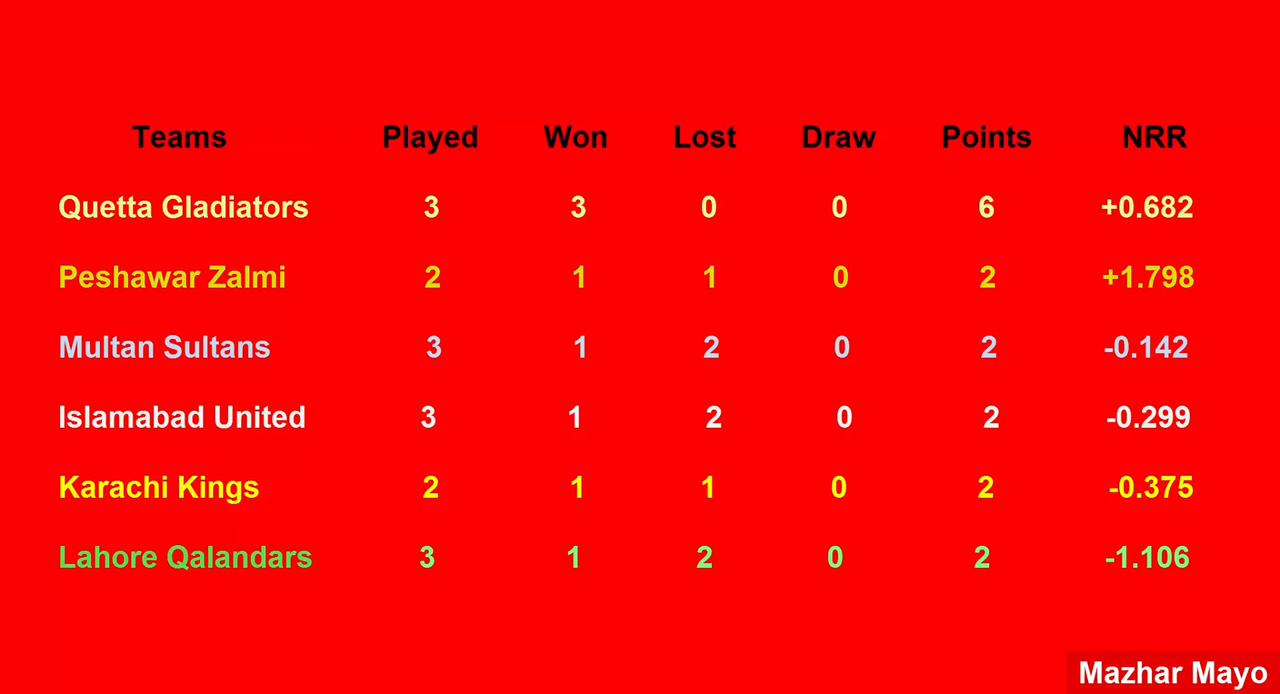 Teams Played Won Lost Draw Points NRR
Quetta Gladiators 3 3 0 0 6 +0.682
Peshawar Zalmi 2 1 1 0 2 +1.798
Multan Sultans 3 1 2 0 2 -0.142
Islamabad United 3 1 2 0 2 -0.299
Karachi Kings 2 1 1 0 2 -0.375
Lahore Qalandars 3 1 2 0 2 -1.106
Mazhar Mayo